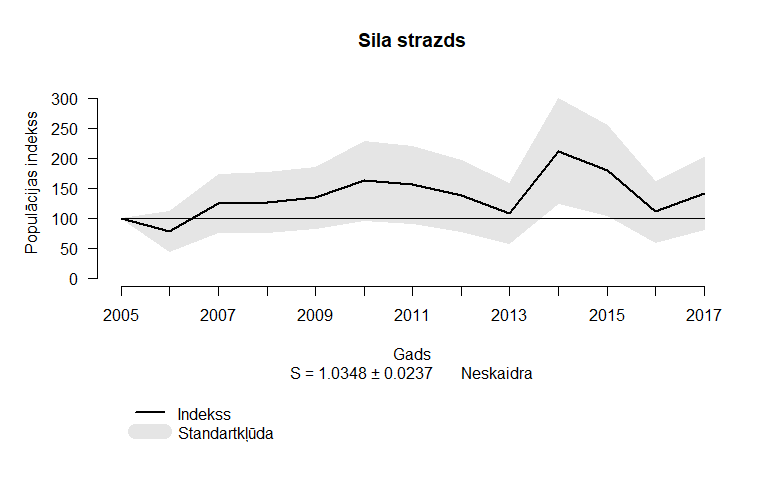 Sila strazds
Populācijas indekss
300
250
200
150
100
50
0
2005 2007 2009 2011 2013 2015 2017
Gads
S = 1.0348 ± 0.0237 Neskaidra
Indekss
Standartkļūda